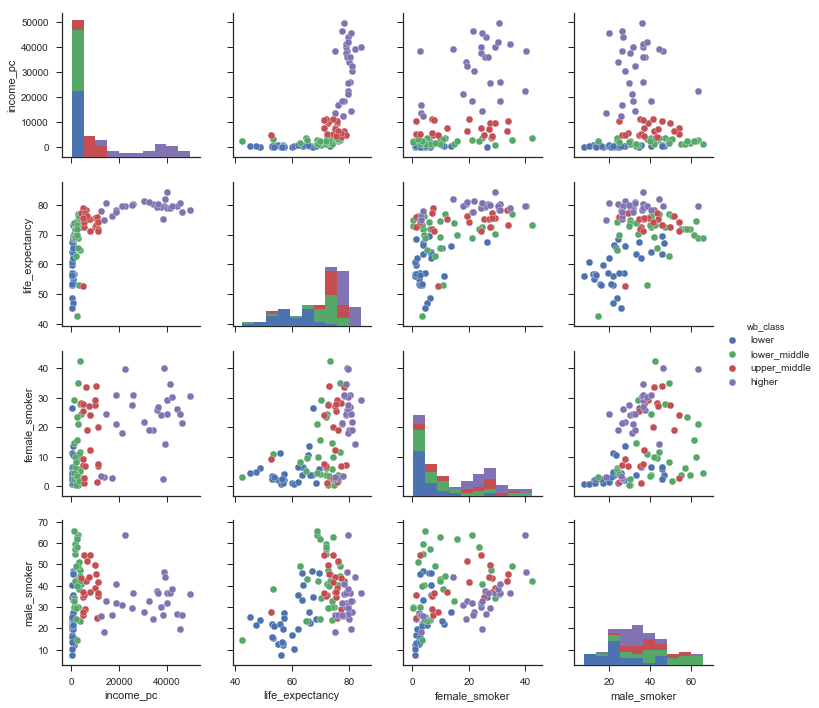 income_pc
50000
40000
30000
20000
10000
0
life_expectancy
80
70
60
50
40
wb_class
lower
lower_middle
upper_middle
higher
female_smoker
40
30
20
10
0
male_smoker
70
60
50
40
30
20
10
0 20000 40000
40 60 80
0 20 40
20 40 60
income_pc
life_expectancy
female_smoker
male_smoker